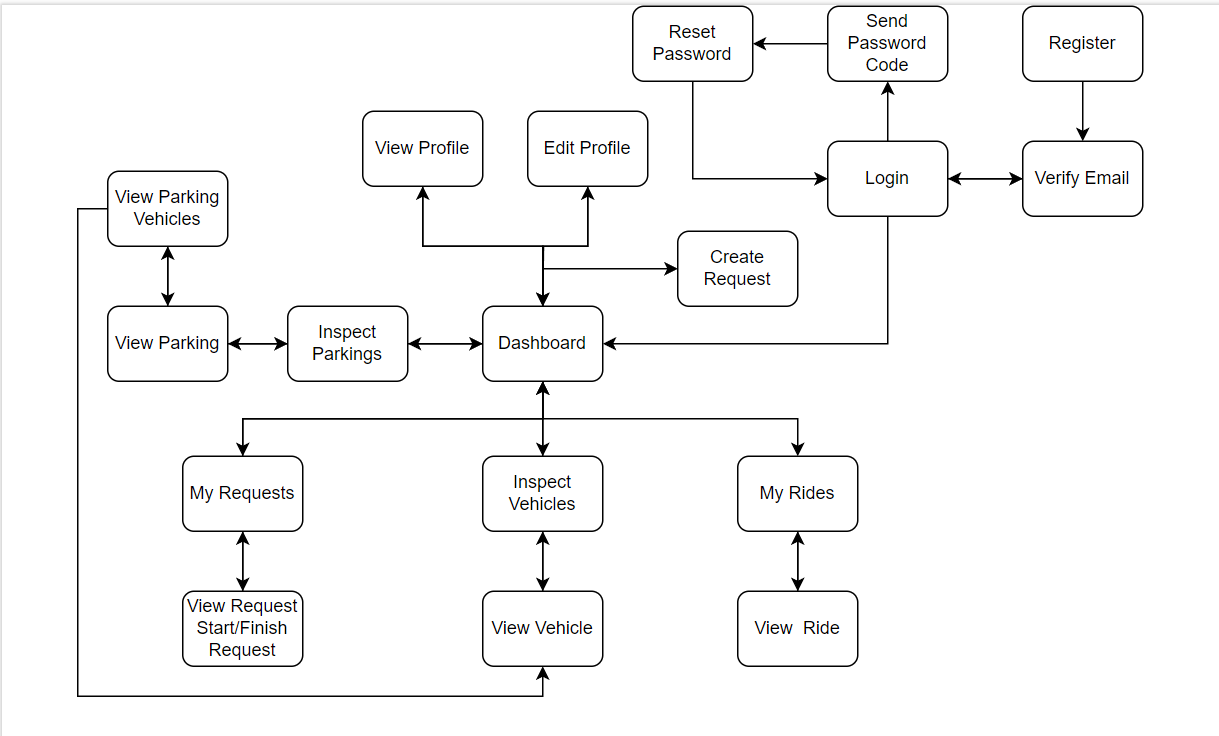 Reset
Password
Send
Password
Code
Register
View Profile
Edit Profile
Login
Verify Email
View Parking
Vehicles
Create
Request
View Parking
Inspect
Parkings
Dashboard
My Requests
Inspect
Vehicles
My Rides
View Request
Start/Finish
Request
View Vehicle
View  Ride